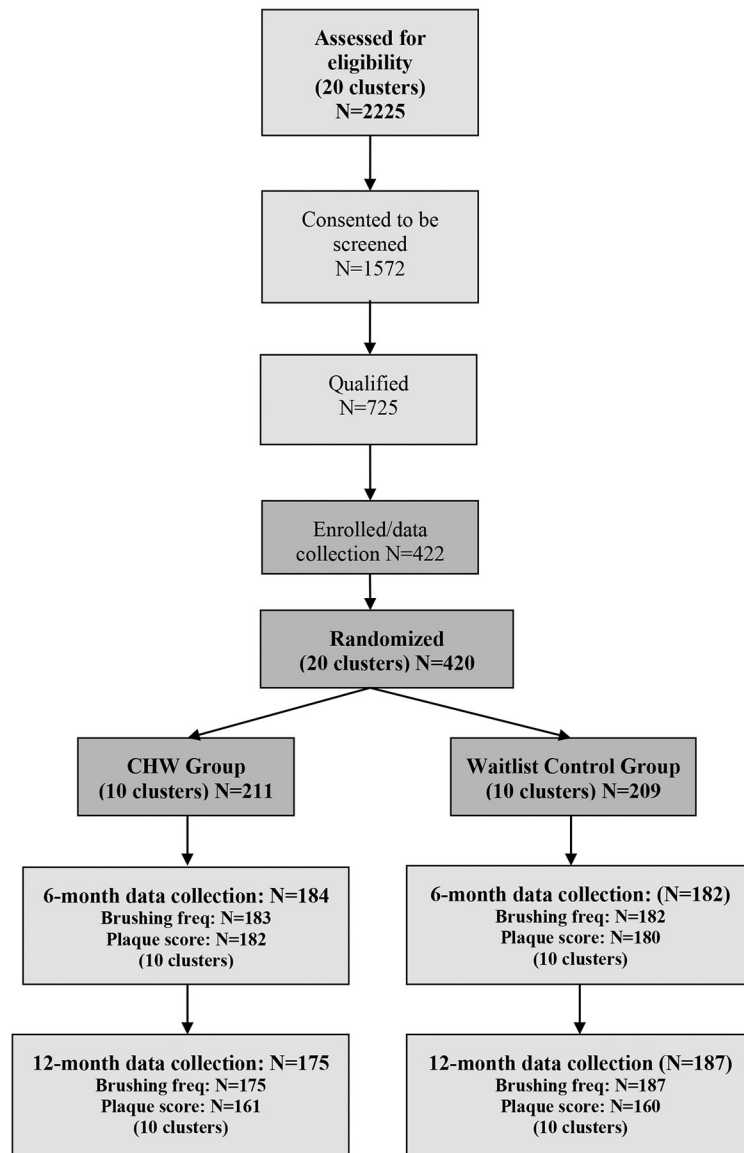 Assessed for
eligibility
(20 clusters)
N=2225
Consented to be
screened
N=1572
Qualified
N=725
Enrolled/data
collection N=422
Randomized
(20 clusters) N=420
CHW Group
(10 clusters) N=211
Waitlist Control Group
(10 clusters) N=209
6-month data collection: N=184
Brushing freq: N=183
Plaque score: N=182
(10 clusters)
6-month data collection: (N=182)
Brushing freq: N=182
Plaque score: N=180
(10 clusters)
12-month data collection: N=175
Brushing freq: N=175
Plaque score: N=161
(10 clusters)
12-month data collection (N=187)
Brushing freq: N=187
Plaque score: N=160
(10 clusters)